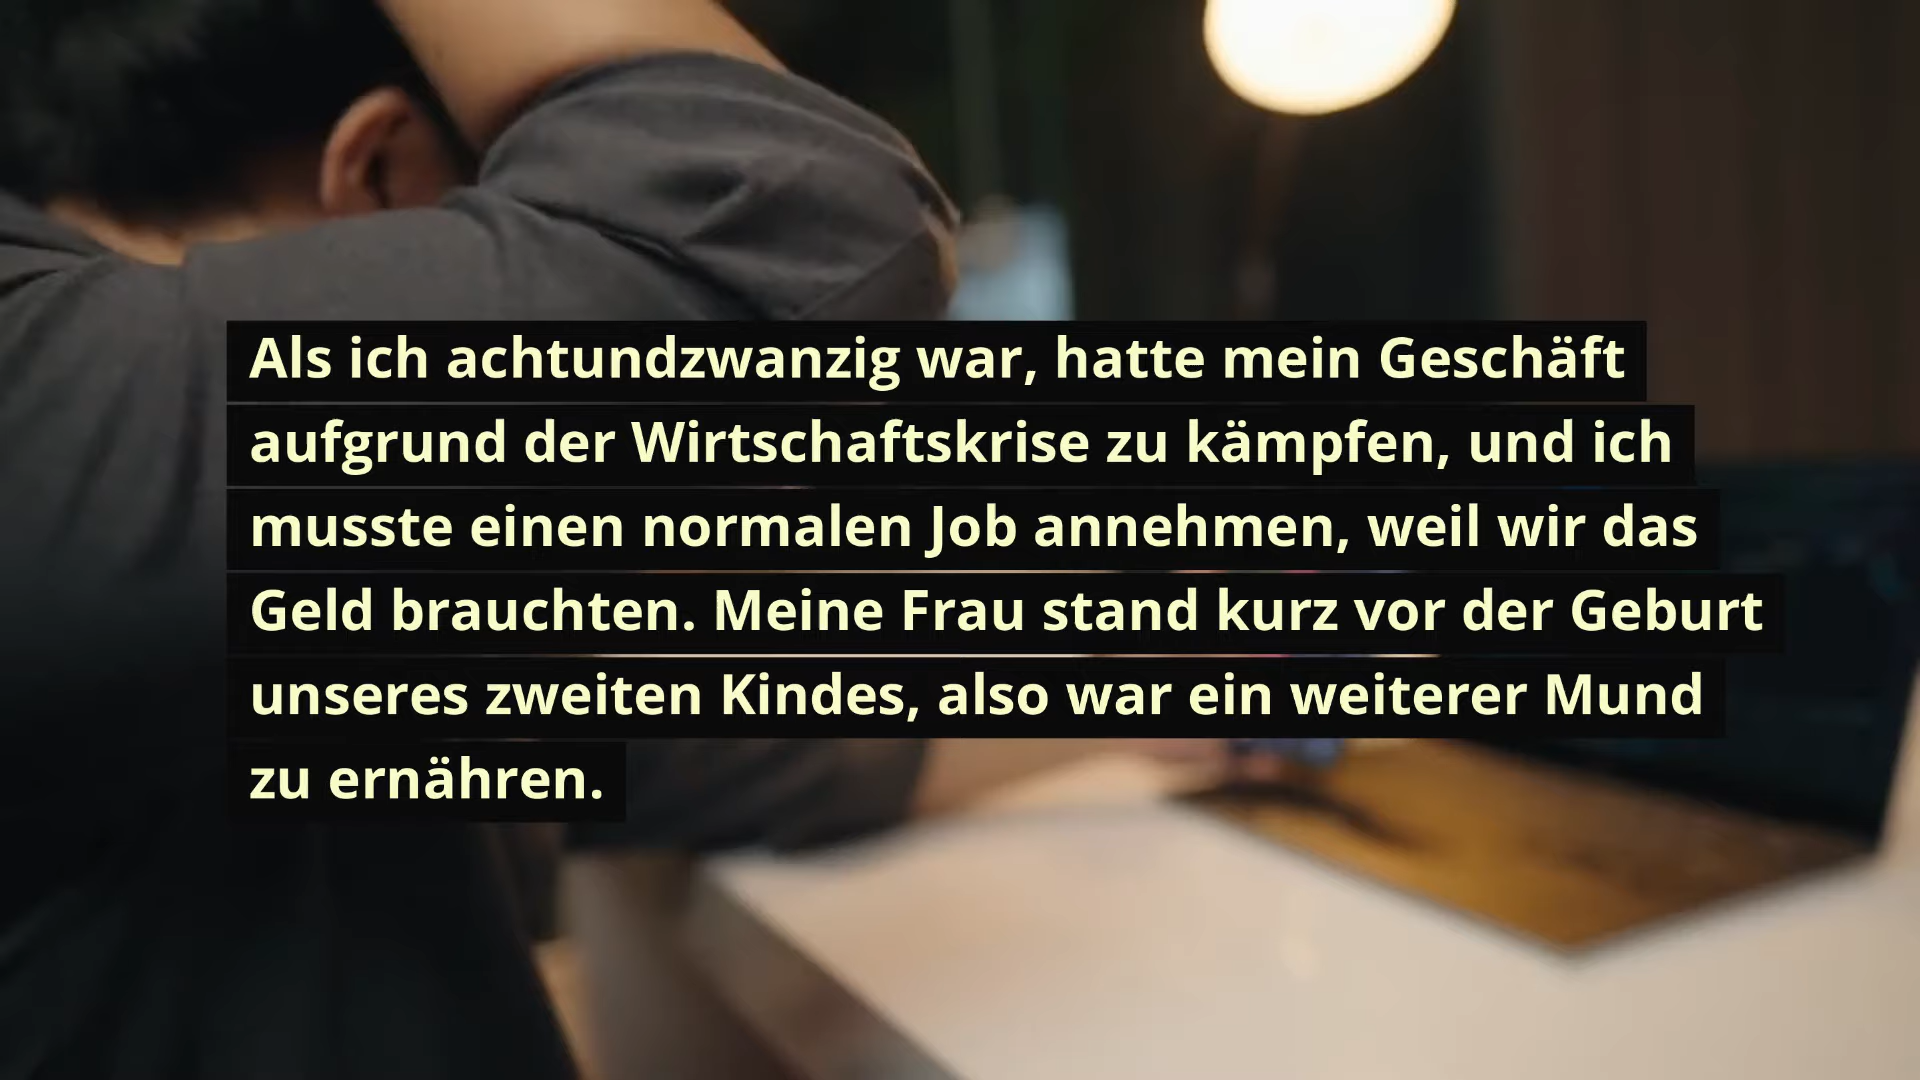 Als ich achtundzwanzig war, hatte mein Geschäft
aufgrund der Wirtschaftskrise zu kämpfen, und ich
musste einen normalen Job annehmen, weil wir das
Geld brauchten. Meine Frau stand kurz vor der Geburt
unseres zweiten Kindes, also war ein weiterer Mund
zu ernähren.